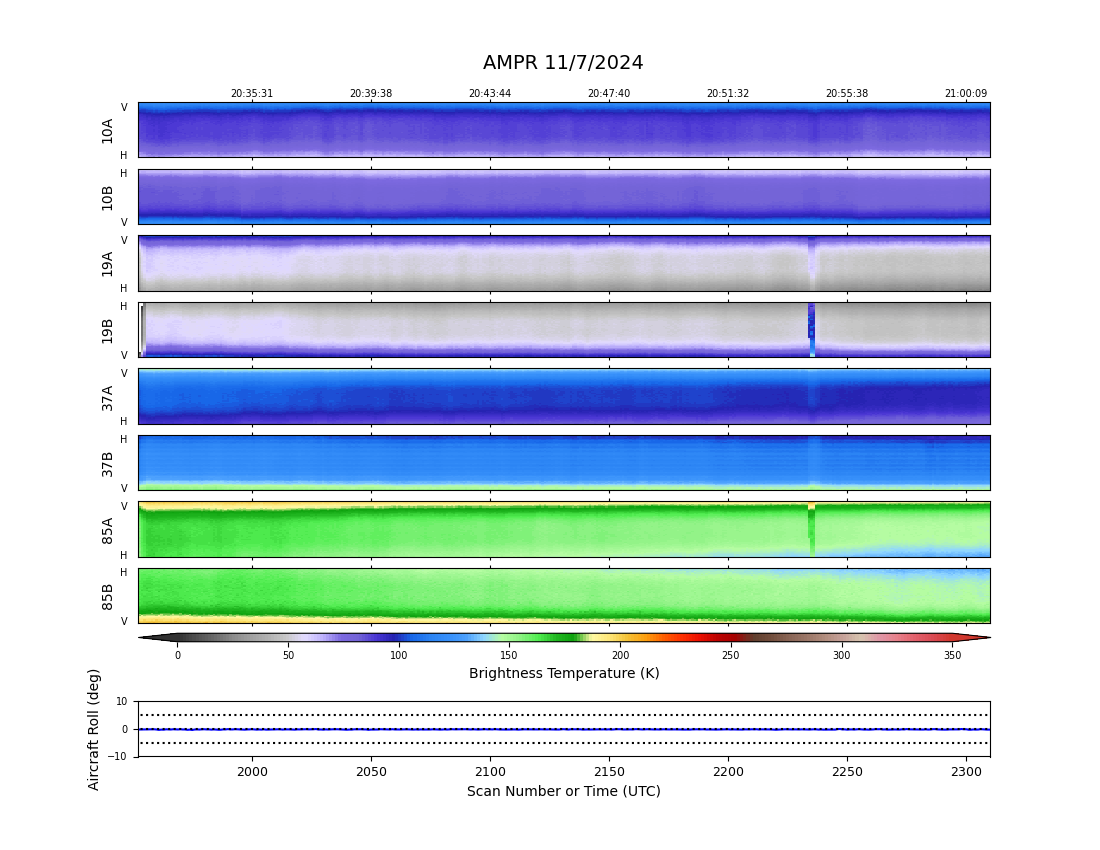 AMPR 11/7/2024
20:35:31 20:39:38 20:43:44 20:47:40 20:51:32 20:55:38 21:00:09
V
10A
H
H
10B
V
V
19A
H
H
19B
V
V
37A
H
H
37B
V
V
85A
H
H
85B
V
0 50 100 150 200 250 300 350
Brightness Temperature (K)
Aircraft Roll (deg)
10
0
−10
2000 2050 2100 2150 2200 2250 2300
Scan Number or Time (UTC)